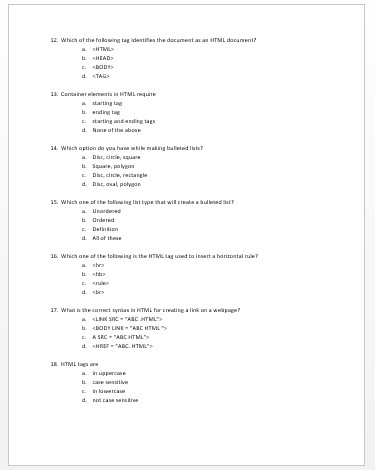 12. Which of the following tag identifies the document as an HTML document?
a. <HTML>
b. <HEAD>
c. <BODY>
d. <TAG>
13. Container elements in HTML require
a. starting tag
b. ending tag
c. starting and ending tags
d. None of the above
14. Which option do you have while making bulleted lists?
a. Disc, circle, square
b. Square, polygon
c. Disc, circle, rectangle
d. Disc, oval, polygon
15. Which one of the following list type that will create a bulleted list?
a. Unordered
b. Ordered
c. Definition
d. All of these
16. Which one of the following is the HTML tag used to insert a horizontal rule?
a. <hr>
b. <hb>
c. <rule>
d. <br>
17. What is the correct syntax in HTML for creating a link on a webpage?
a. <LINK SRC = "ABC .HTML">
b. <BODY LINK = "ABC HTML ">
c. A SRC = "ABC HTML">
d. <HREF = "ABC. HTML">
18. HTML tags are
a. in uppercase
b. case sensitive
c. in lowercase
d. not case sensitive